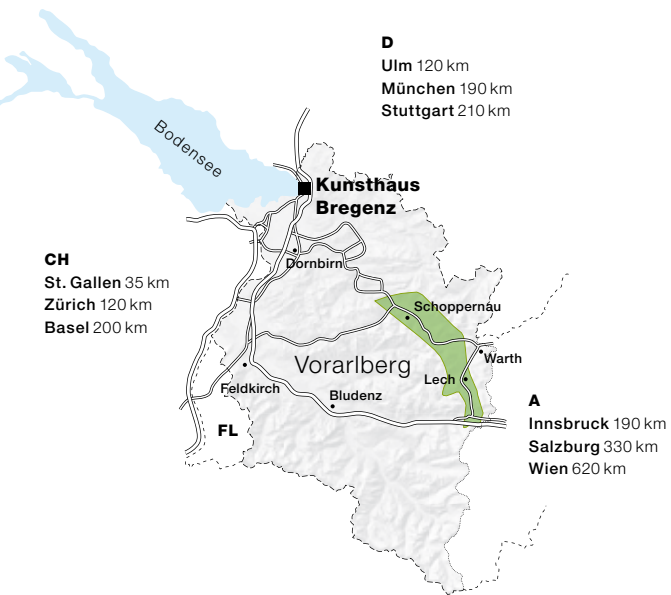 D
Ulm 120 km
München 190 km
Stuttgart 210 km
Bodensee
Kunsthaus
Bregenz
CH
St. Gallen 35 km
Zürich 120 km
Basel 200 km
Dornbirn
Schoppernau
Vorarlberg
Warth
Lech
Feldkirch
Bludenz
FL
A
Innsbruck 190 km
Salzburg 330 km
Wien 620 km